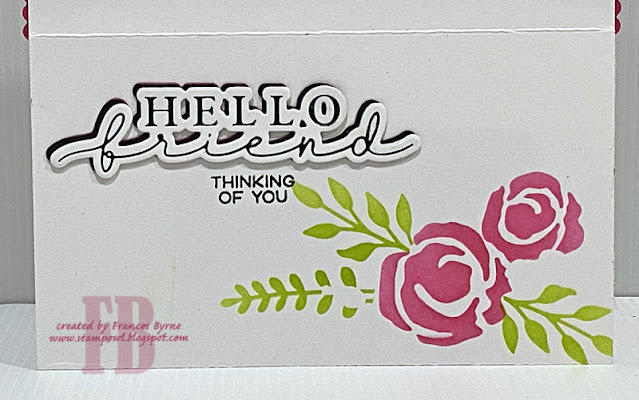 HELLO
friend
THINKING
OF YOU
FB
created by Frances Byrne
www.stampowl.blogspot.com